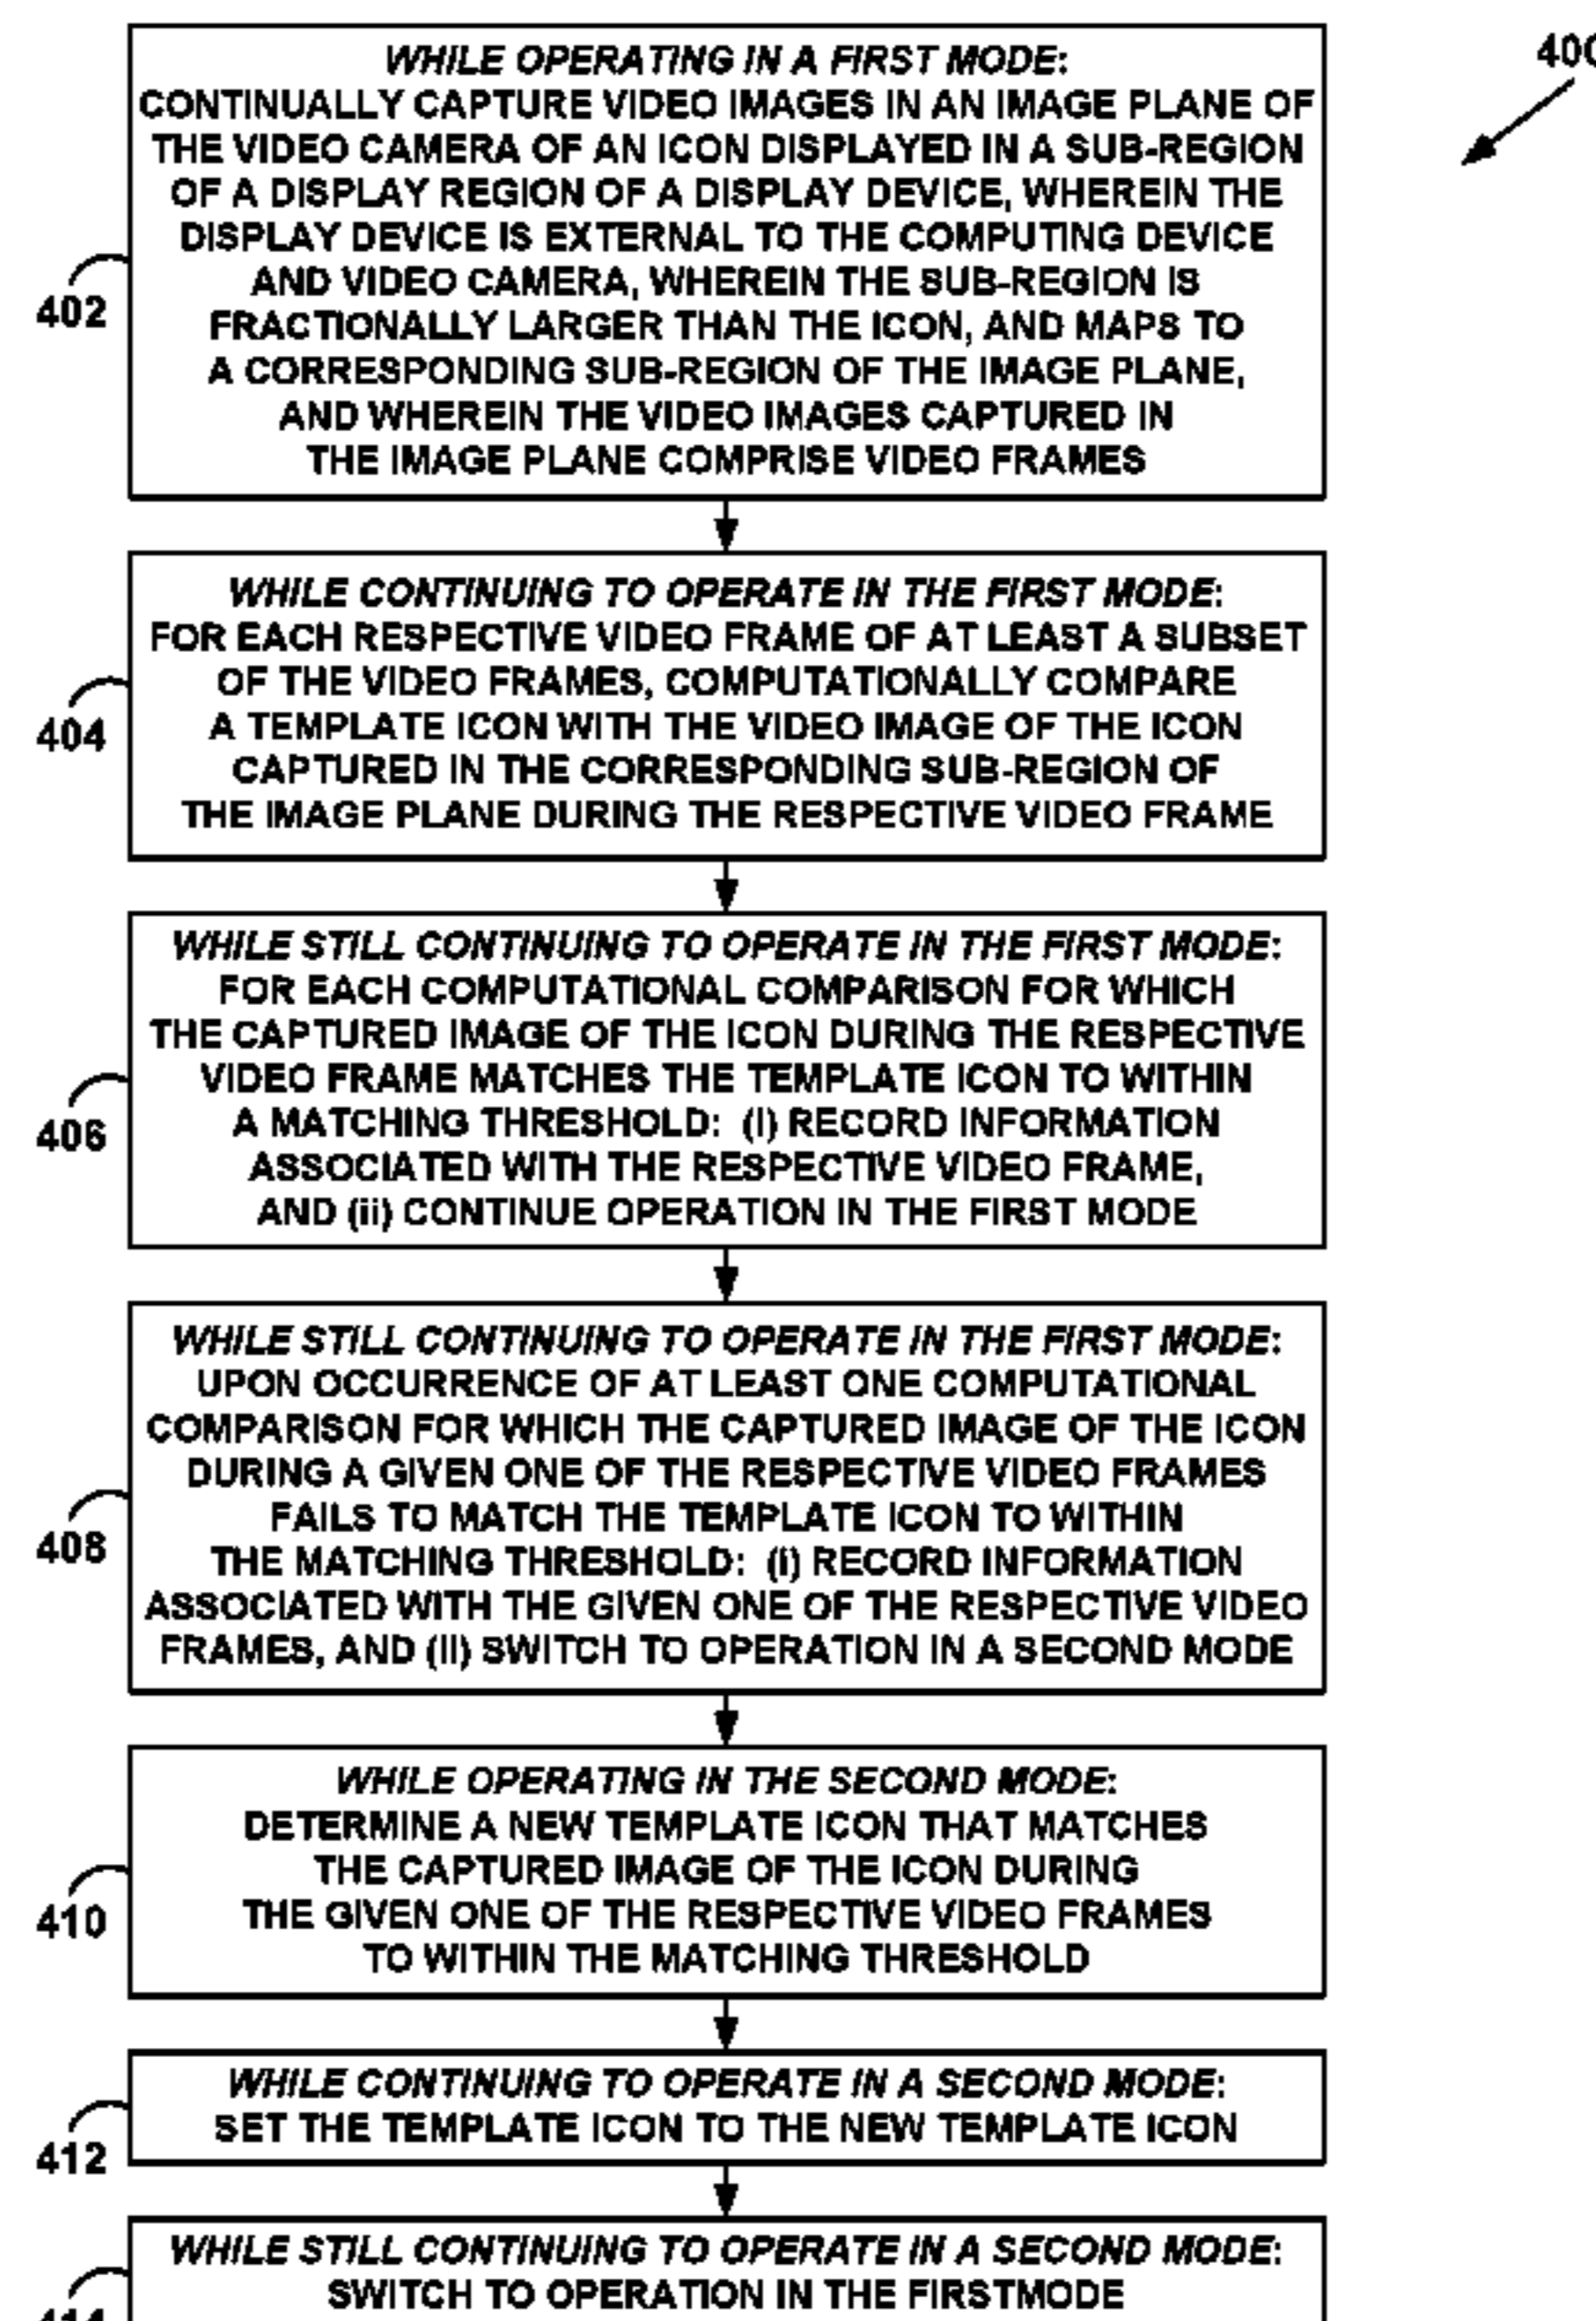 400
WHILE OPERATING IN A FIRST MODE:
CONTINUALLY CAPTURE VIDEO IMAGES IN AN IMAGE PLANE OF
THE VIDEO CAMERA OF AN ICON DISPLAYED IN A SUB-REGION
OF A DISPLAY REGION OF A DISPLAY DEVICE, WHEREIN THE
DISPLAY DEVICE IS EXTERNAL TO THE COMPUTING DEVICE
AND VIDEO CAMERA, WHEREIN THE SUB-REGION IS
FRACTIONALLY LARGER THAN THE ICON, AND MAPS TO
A CORRESPONDING SUB-REGION OF THE IMAGE PLANE,
AND WHEREIN THE VIDEO IMAGES CAPTURED IN
THE IMAGE PLANE COMPRISE VIDEO FRAMES
402
WHILE CONTINUING TO OPERATE IN THE FIRST MODE:
FOR EACH RESPECTIVE VIDEO FRAME OF AT LEAST A SUBSET
OF THE VIDEO FRAMES, COMPUTATIONALLY COMPARE
A TEMPLATE ICON WITH THE VIDEO IMAGE OF THE ICON
CAPTURED IN THE CORRESPONDING SUB-REGION OF
THE IMAGE PLANE DURING THE RESPECTIVE VIDEO FRAME
404
WHILE STILL CONTINUING TO OPERATE IN THE FIRST MODE:
FOR EACH COMPUTATIONAL COMPARISON FOR WHICH
THE CAPTURED IMAGE OF THE ICON DURING THE RESPECTIVE
VIDEO FRAME MATCHES THE TEMPLATE ICON TO WITHIN
A MATCHING THRESHOLD: (I) RECORD INFORMATION
ASSOCIATED WITH THE RESPECTIVE VIDEO FRAME,
AND (ii) CONTINUE OPERATION IN THE FIRST MODE
406
WHILE STILL CONTINUING TO OPERATE IN THE FIRST MODE:
UPON OCCURRENCE OF AT LEAST ONE COMPUTATIONAL
COMPARISON FOR WHICH THE CAPTURED IMAGE OF THE ICON
DURING A GIVEN ONE OF THE RESPECTIVE VIDEO FRAMES
FAILS TO MATCH THE TEMPLATE ICON TO WITHIN
THE MATCHING THRESHOLD: (i) RECORD INFORMATION
ASSOCIATED WITH THE GIVEN ONE OF THE RESPECTIVE VIDEO
FRAMES, AND (II) SWITCH TO OPERATION IN A SECOND MODE
408
WHILE OPERATING IN THE SECOND MODE:
DETERMINE A NEW TEMPLATE ICON THAT MATCHES
THE CAPTURED IMAGE OF THE ICON DURING
THE GIVEN ONE OF THE RESPECTIVE VIDEO FRAMES
TO WITHIN THE MATCHING THRESHOLD
410
WHILE CONTINUING TO OPERATE IN A SECOND MODE:
SET THE TEMPLATE ICON TO THE NEW TEMPLATE ICON
412
WHILE STILL CONTINUING TO OPERATE IN A SECOND MODE:
SWITCH TO OPERATION IN THE FIRSTMODE
414